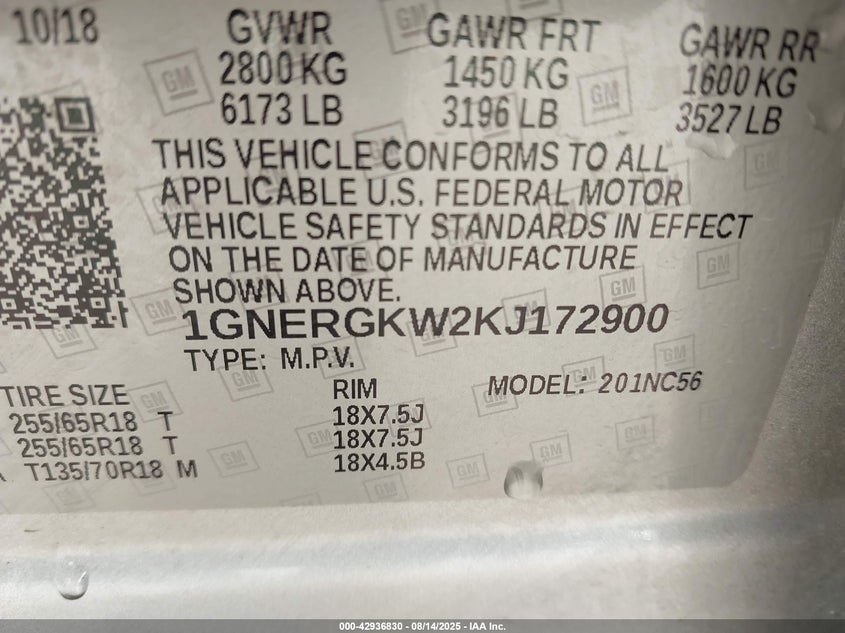 10/18 GVWR GAWR FRT GAWR RR
2800 KG 1450 KG 1600 KG
6173 LB 3196 LB 3527 LB
THIS VEHICLE CONFORMS TO ALL
APPLICABLE U.S. FEDERAL MOTOR
VEHICLE SAFETY STANDARDS IN EFFECT
ON THE DATE OF MANUFACTURE
SHOWN ABOVE.
1GNERGKW2KJ172900
TYPE: M.P.V.
TIRE SIZE RIM MODEL: 201NC56
255/65R18 T 18X7.5J
255/65R18 T 18X7.5J
T135/70R18 M 18X4.5B
000-42936830 - 08/14/2025 - IAA Inc.